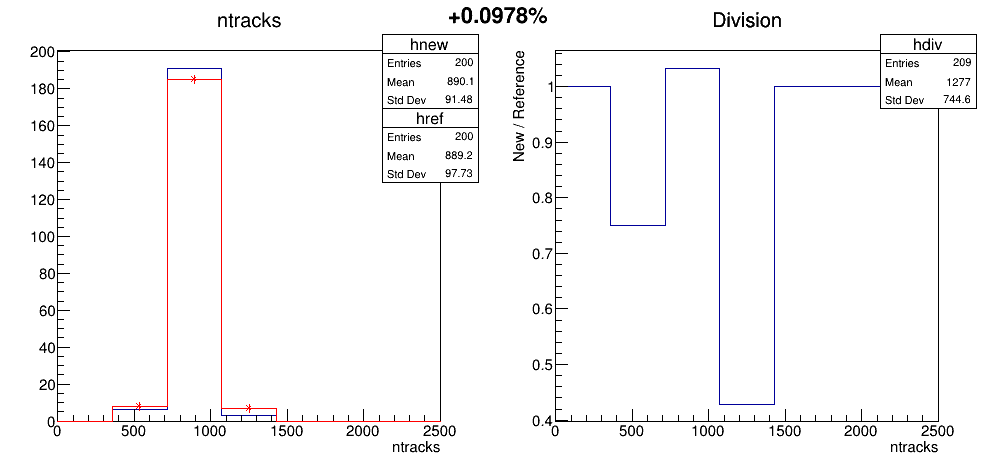 +0.0978%
ntracks
hnew
Entries 200
Mean 890.1
Std Dev 91.48
href
Entries 200
Mean 889.2
Std Dev 97.73
200
180
160
140
120
100
80
60
40
20
0
0 500 1000 1500 2000 2500
ntracks
Division
hdiv
Entries 209
Mean 1277
Std Dev 744.6
New / Reference
1
0.9
0.8
0.7
0.6
0.5
0.4
0 500 1000 1500 2000 2500
ntracks